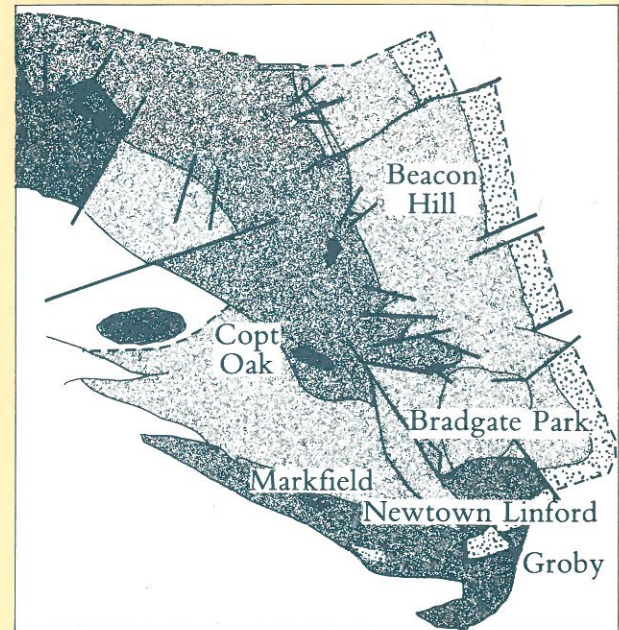 Beacon
Hill
Copt
Oak
Bradgate Park
Markfield
Newtown Linford
Groby